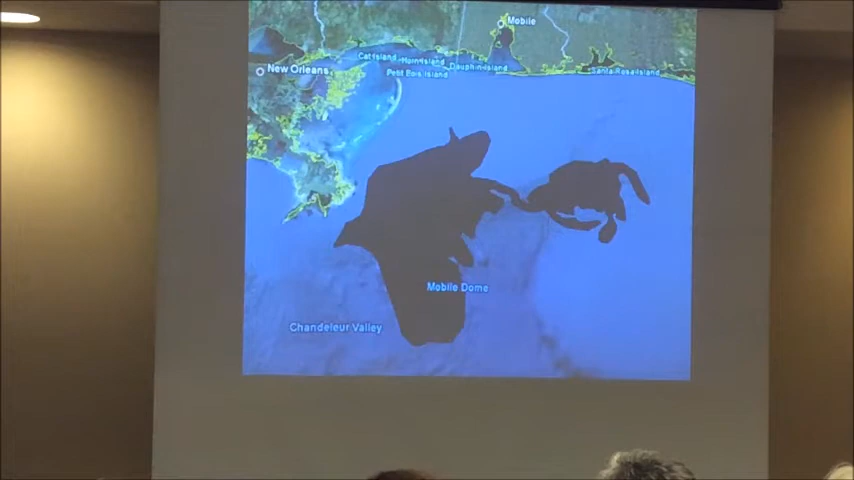 Mobile
Cat Island
Horn Island
Dauphin Island
Petit Bois Island
Santa Rosa Island
New Orleans
Mobile Dome
Chandeleur Valley